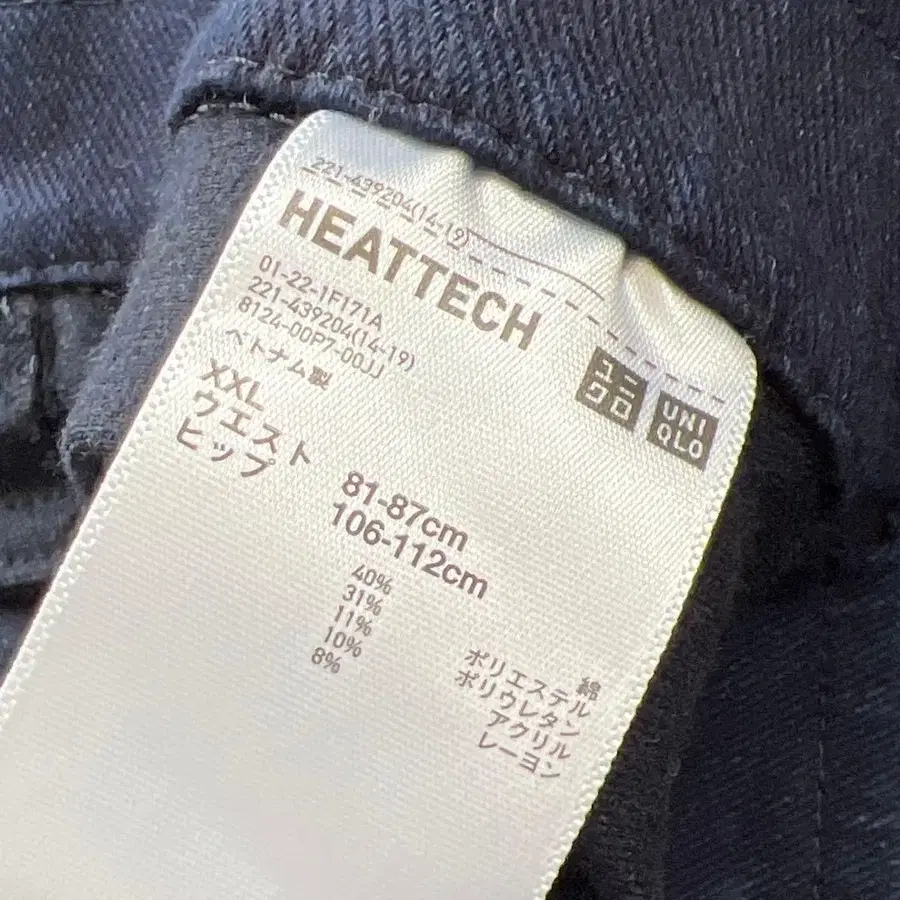 221-439204(14-19)
HEATTECH
01-22-1F171A
221-439204(14-19)
8124-00P7-00JJ
ベトナム製
ユニ
クロ
UNI
QLO
XXL
ウエスト 81-87cm
ヒップ 106-112cm
40% 綿
31% ポリエステル
11% ポリウレタン
10% アクリル
8% レーヨン